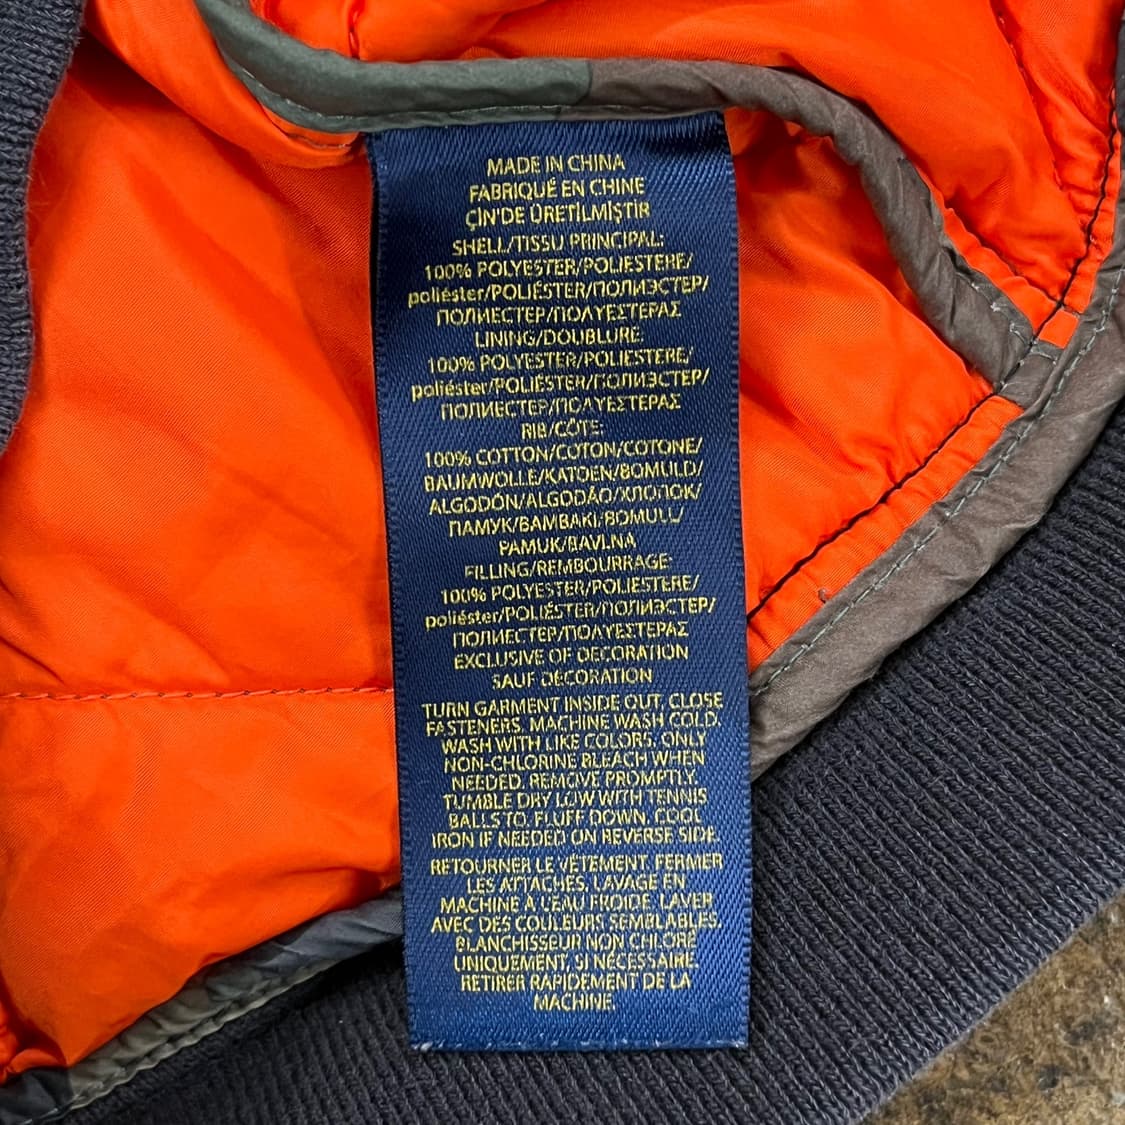 MADE IN CHINA
FABRIQUÉ EN CHINE
ÇİN'DE ÜRETİLMİŞTİR
SHELL/TISSU PRINCIPAL:
100% POLYESTER/POLIESTERE/
poliéster/POLIÉSTER/ПОЛИЭСТЕР/
ПОЛИЕСТЕР/ΠΟΛΥΕΣΤΕΡΑΣ
LINING/DOUBLURE:
100% POLYESTER/POLIESTERE/
poliéster/POLIÉSTER/ПОЛИЭСТЕР/
ПОЛИЕСТЕР/ΠΟΛΥΕΣΤΕΡΑΣ
RIB/CÔTE:
100% COTTON/COTON/COTONE/
BAUMWOLLE/KATOEN/BOMULD/
ALGODÓN/ALGODÃO/ХЛОПОК/
ПАМУК/BAMBAKI/BOMULL/
PAMUK/BAVLNA
FILLING/REMBOURRAGE:
100% POLYESTER/POLIESTERE/
poliéster/POLIÉSTER/ПОЛИЭСТЕР/
ПОЛИЕСТЕР/ΠΟΛΥΕΣΤΕΡΑΣ
EXCLUSIVE OF DECORATION
SAUF DÉCORATION
TURN GARMENT INSIDE OUT. CLOSE
FASTENERS. MACHINE WASH COLD.
WASH WITH LIKE COLORS. ONLY
NON-CHLORINE BLEACH WHEN
NEEDED. REMOVE PROMPTLY.
TUMBLE DRY LOW WITH TENNIS
BALLS TO. FLUFF DOWN. COOL
IRON IF NEEDED ON REVERSE SIDE.
RETOURNER LE VÊTEMENT. FERMER
LES ATTACHES. LAVAGE EN
MACHINE À L'EAU FROIDE. LAVER
AVEC DES COULEURS SEMBLABLES.
BLANCHISSEUR NON CHLORÉ
UNIQUEMENT, SI NÉCESSAIRE.
RETIRER RAPIDEMENT DE LA
MACHINE.